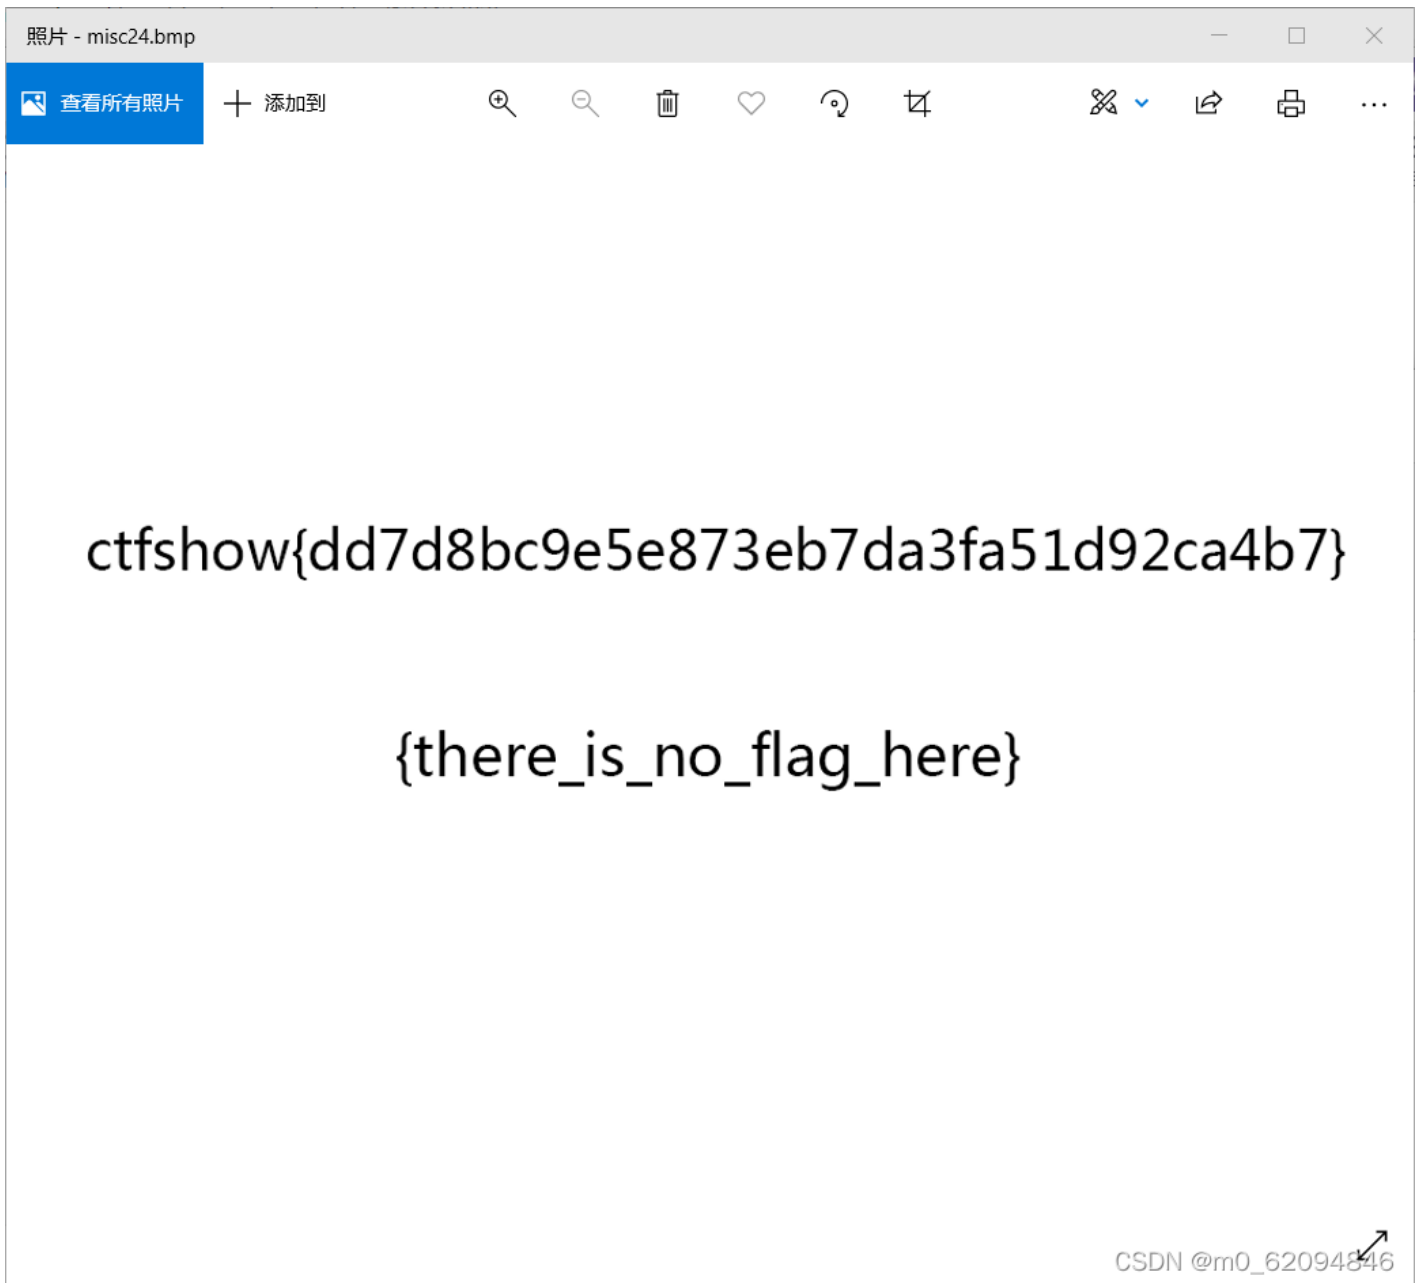 照片 - misc24.bmp
查看所有照片 添加到
ctfshow{dd7d8bc9e5e873eb7da3fa51d92ca4b7}
{there_is_no_flag_here}
CSDN @m0_62094846